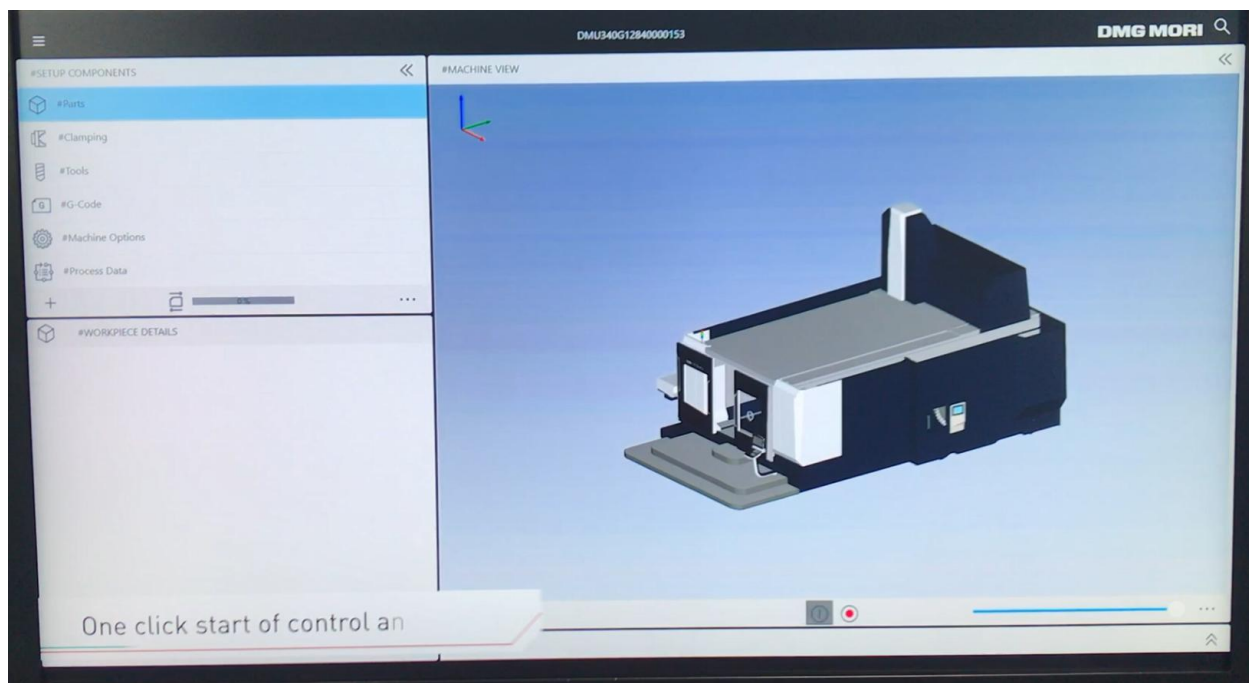 DMU340G12840000153
DMG MORI
#SETUP COMPONENTS
#Parts
#Clamping
#Tools
#G-Code
#Machine Options
#Process Data
0%
#WORKPIECE DETAILS
#MACHINE VIEW
One click start of control an